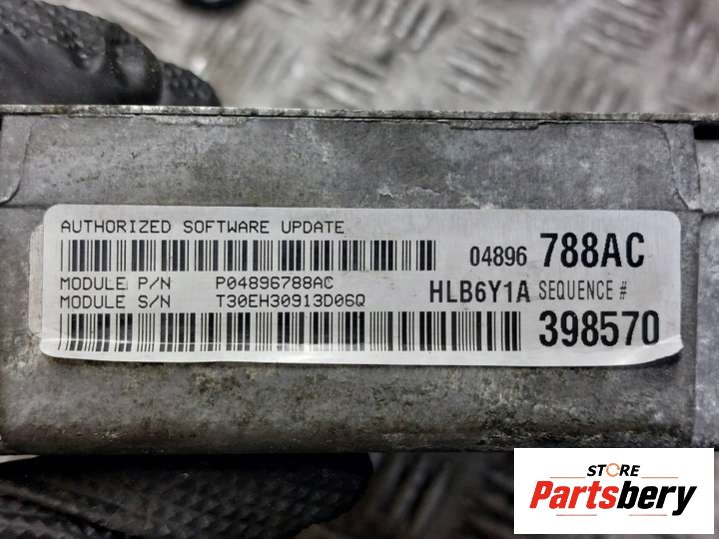 AUTHORIZED SOFTWARE UPDATE
04896 788AC
MODULE P/N P04896788AC
MODULE S/N T30EH30913D06Q
HLB6Y1A SEQUENCE #
398570
STORE
Partsbery